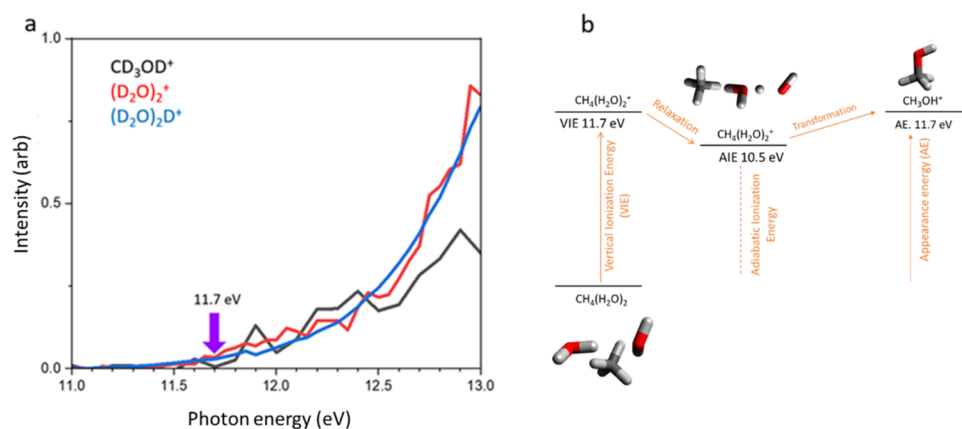 a
1.0
CD₃OD⁺
(D₂O)₂⁺
(D₂O)₂D⁺
Intensity (arb)
0.5
11.7 eV
0.0
11.0
11.5
12.0
12.5
13.0
Photon energy (eV)
b
CH₄(H₂O)₂⁺
VIE 11.7 eV
Relaxation
CH₄(H₂O)₂⁺
AIE 10.5 eV
Transformation
CH₃OH⁺
AE. 11.7 eV
Vertical Ionization Energy
(VIE)
Adiabatic Ionization
Energy
Appearance energy (AE)
CH₄(H₂O)₂